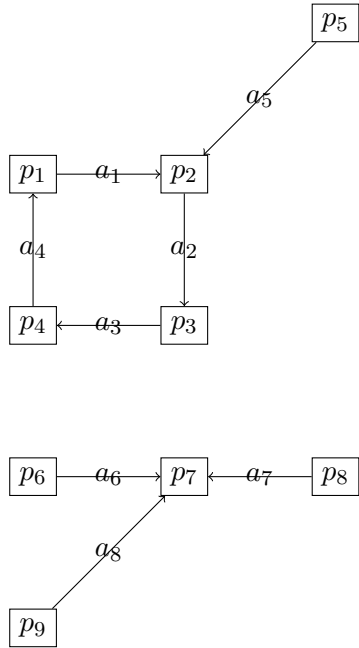 p₅
a₅
p₁ a₁ p₂
a₄ a₂
p₄ a₃ p₃
p₆ a₆ p₇ a₇ p₈
a₈
p₉